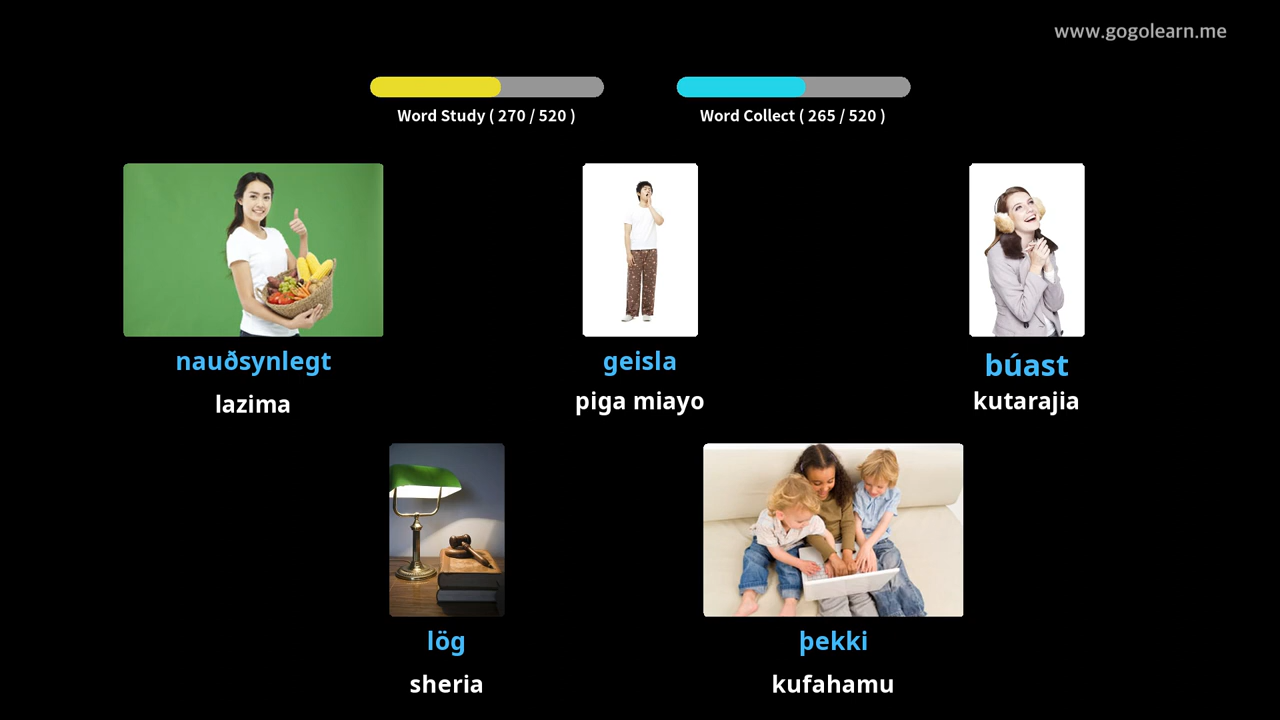 www.gogolearn.me
Word Study ( 270 / 520 )
Word Collect ( 265 / 520 )
nauðsynlegt
lazima
geisla
piga miayo
búast
kutarajia
lög
sheria
þekki
kufahamu